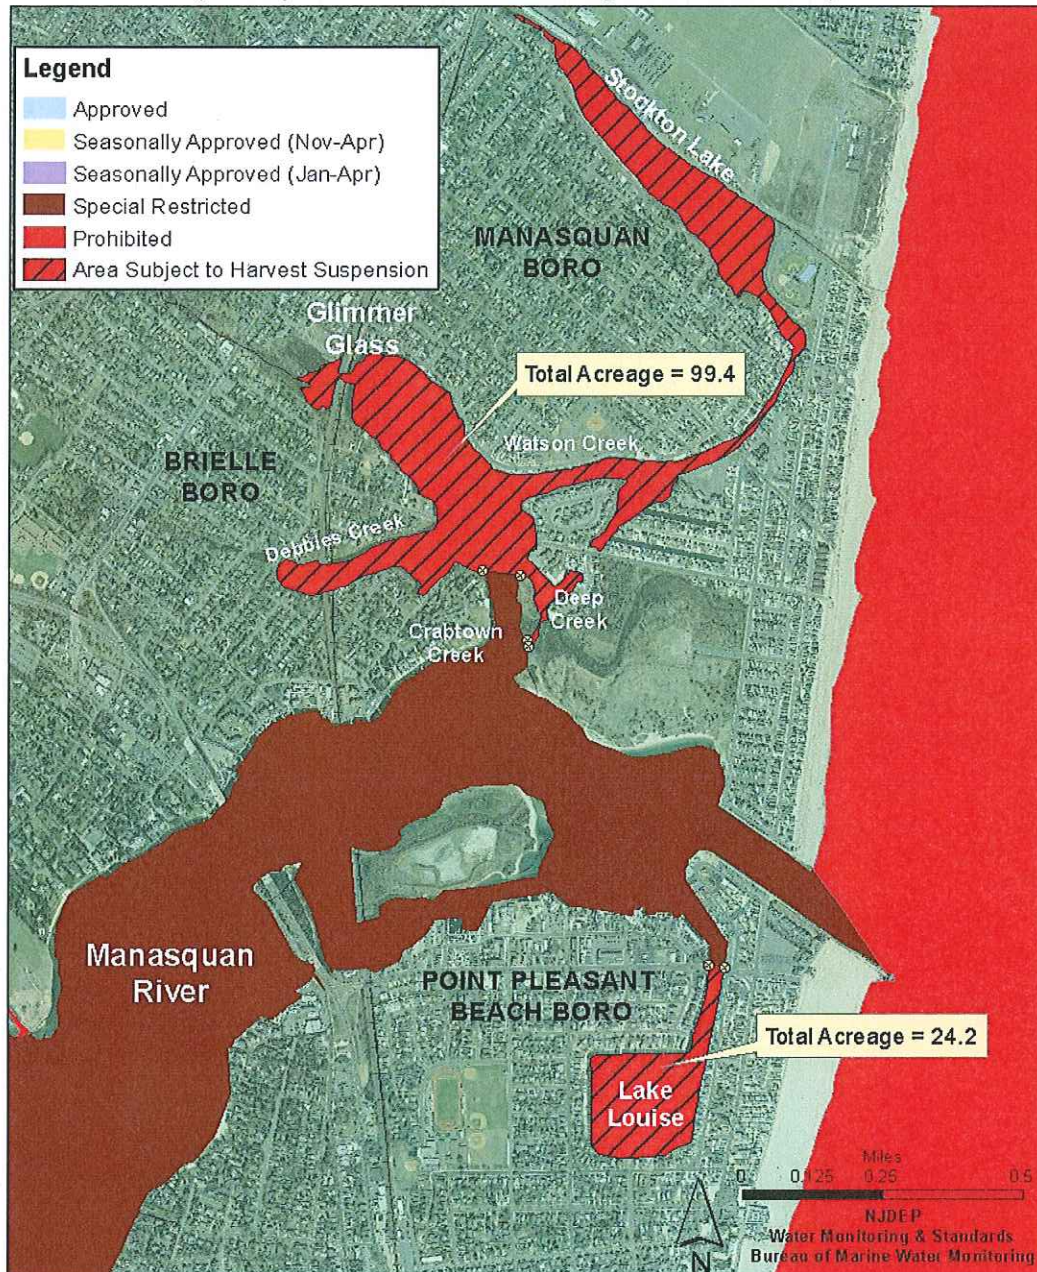 Legend
Approved
Seasonally Approved (Nov-Apr)
Seasonally Approved (Jan-Apr)
Special Restricted
Prohibited
Area Subject to Harvest Suspension
Stockton Lake
MANASQUAN
BORO
Glimmer
Glass
Total Acreage = 99.4
Watson Creek
BRIELLE
BORO
Debbies Creek
Deep
Creek
Crabtown
Creek
Manasquan
River
POINT PLEASANT
BEACH BORO
Total Acreage = 24.2
Lake
Louise
Miles
0 0.125 0.25 0.5
N
NJDEP
Water Monitoring & Standards
Bureau of Marine Water Monitoring